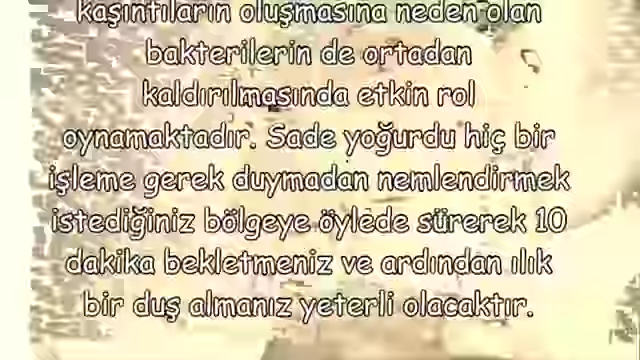 kaşıntıların oluşmasına neden olan
bakterilerin de ortadan
kaldırılmasında etkin rol
oynamaktadır. Sade yoğurdu hiç bir
işleme gerek duymadan nemlendirmek
istediğiniz bölgeye öylede sürerek 10
dakika bekletmeniz ve ardından ılık
bir duş almanız yeterli olacaktır.